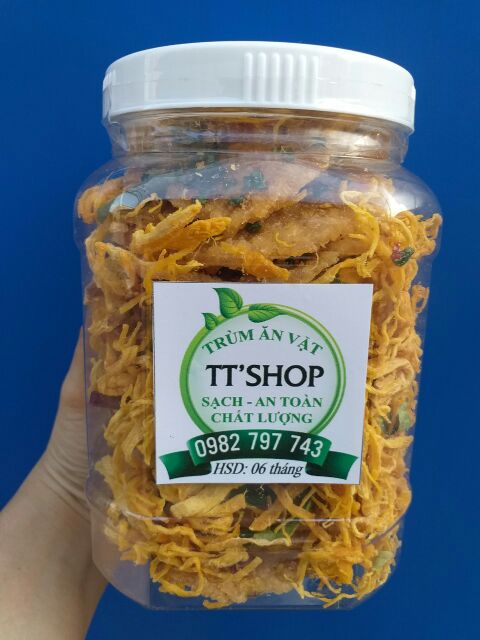 TRÙM ĂN VẶT
TT'SHOP
SẠCH - AN TOÀN
CHẤT LƯỢNG
0982 797 743
HSD: 06 tháng